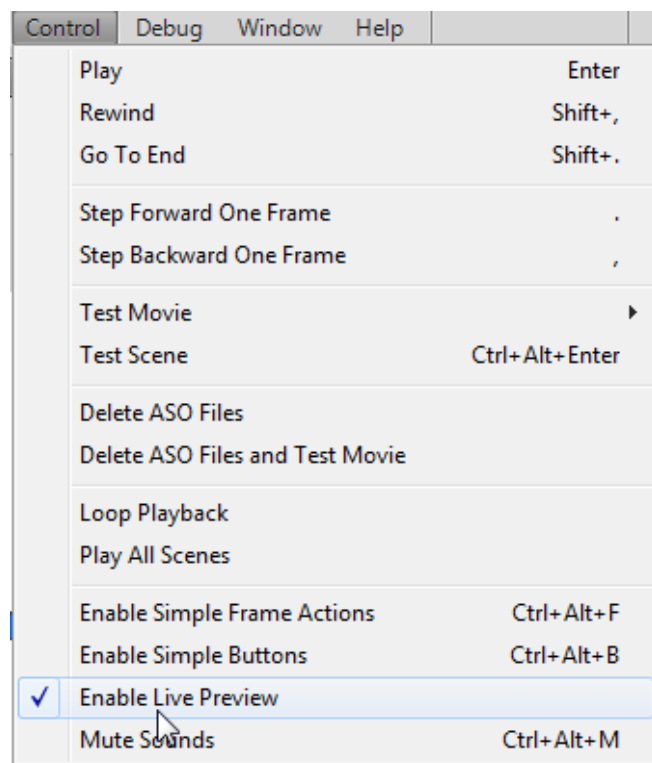 Control Debug Window Help
Play Enter
Rewind Shift+,
Go To End Shift+.
Step Forward One Frame .
Step Backward One Frame ,
Test Movie
Test Scene Ctrl+Alt+Enter
Delete ASO Files
Delete ASO Files and Test Movie
Loop Playback
Play All Scenes
Enable Simple Frame Actions Ctrl+Alt+F
Enable Simple Buttons Ctrl+Alt+B
Enable Live Preview
Mute Sounds Ctrl+Alt+M